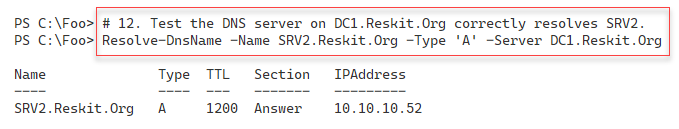 PS C:\Foo> # 12. Test the DNS server on DC1.Reskit.Org correctly resolves SRV2.
PS C:\Foo> Resolve-DnsName -Name SRV2.Reskit.Org -Type 'A' -Server DC1.Reskit.Org
Name Type TTL Section IPAddress
---- ---- --- ------- ---------
SRV2.Reskit.Org A 1200 Answer 10.10.10.52